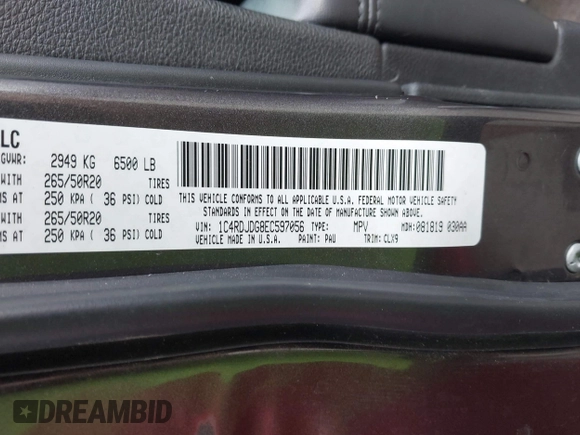 LC
GVWR: 2949 KG 6500 LB
WITH 265/50R20 TIRES
MS AT 250 KPA ( 36 PSI) COLD
WITH 265/50R20 TIRES
MS AT 250 KPA ( 36 PSI) COLD
THIS VEHICLE CONFORMS TO ALL APPLICABLE U.S.A. FEDERAL MOTOR VEHICLE SAFETY
STANDARDS IN EFFECT ON THE DATE OF MANUFACTURE SHOWN ABOVE.
VIN: 1C4RDJDG8EC597056 TYPE: MPV MDH: 081819 030AA
MADE IN U.S.A. PAINT: PAU TRIM: CLX9
DREAMBID